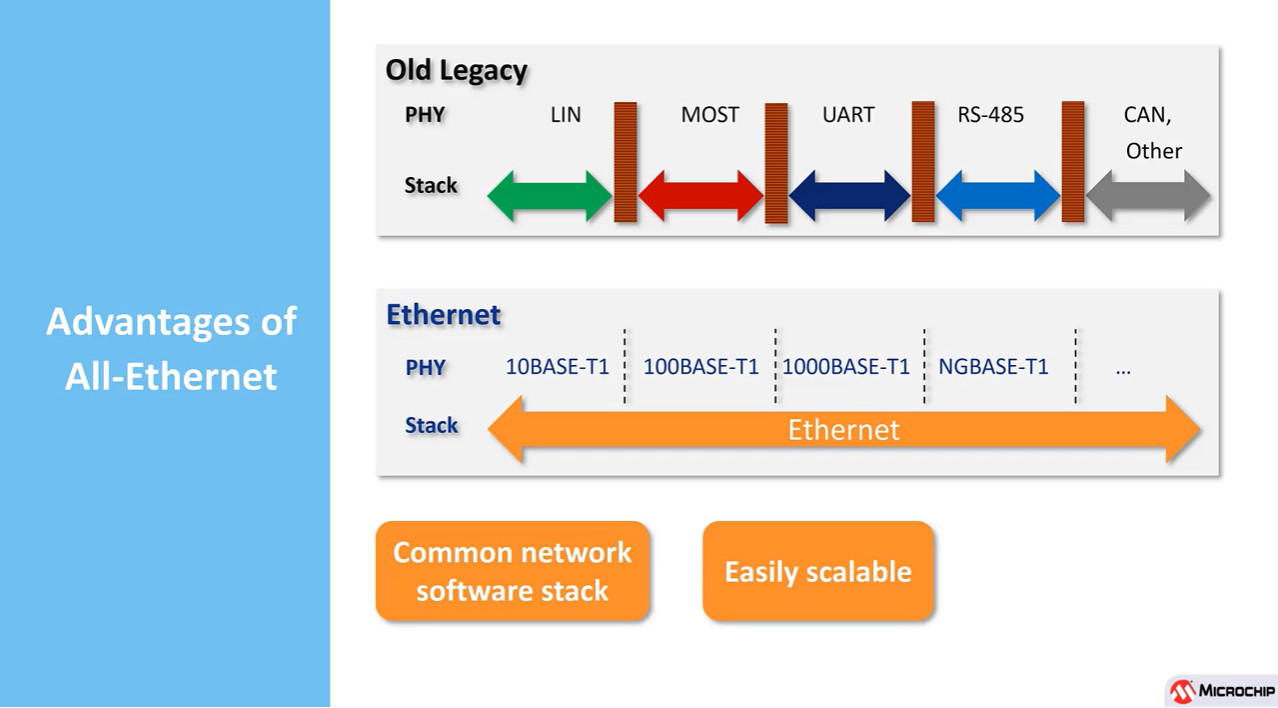 Advantages of
All-Ethernet
Old Legacy
PHY LIN MOST UART RS-485 CAN,
Other
Stack
Ethernet
PHY 10BASE-T1 100BASE-T1 1000BASE-T1 NGBASE-T1 ...
Stack Ethernet
Common network
software stack
Easily scalable
MICROCHIP